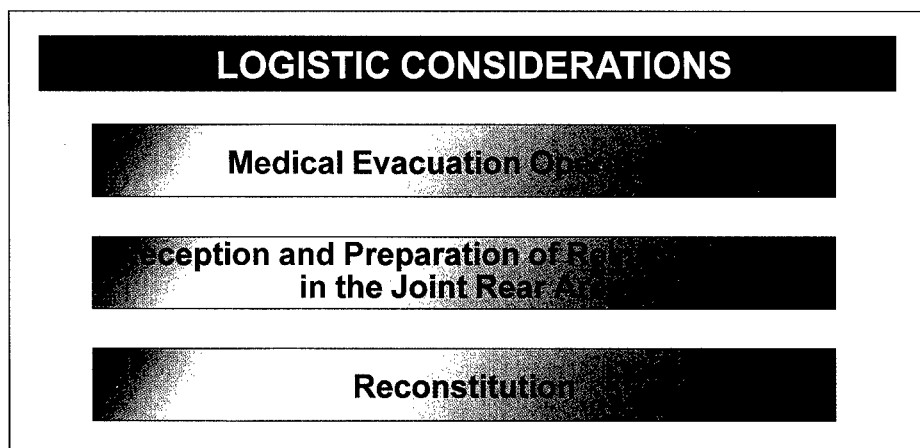 LOGISTIC CONSIDERATIONS
Medical Evacuation
and Preparation of
in the Joint Rear
Reconstitution